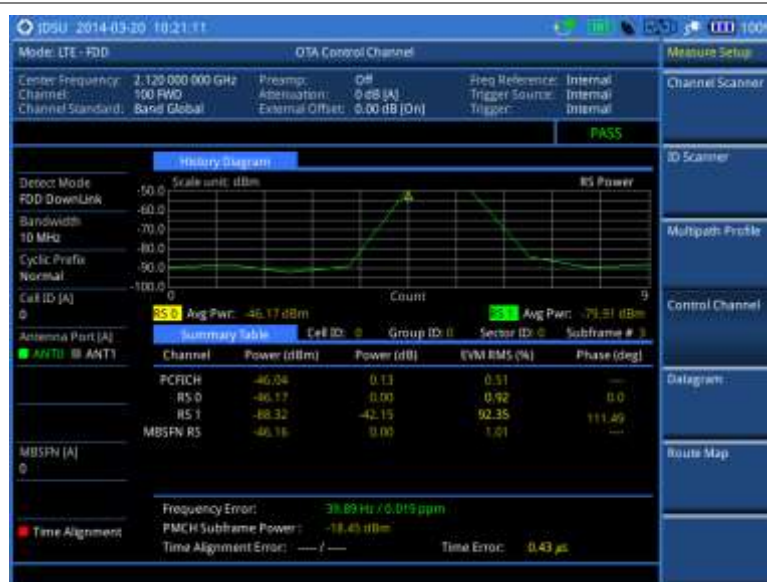 JDSU 2014-03-20 10:21:11
100%
Mode: LTE - FDD
OTA Control Channel
Measure Setup
Center Frequency: 2.120 000 000 GHz
Preamp: Off
Freq Reference: Internal
Channel: 100 FWD
Attenuation: 0 dB [A]
Trigger Source: Internal
Channel Standard: Band Global
External Offset: 0.00 dB [On]
Trigger: Internal
PASS
Channel Scanner
ID Scanner
Multipath Profile
Control Channel
Datagram
Route Map
Detect Mode
FDD DownLink
Bandwidth
10 MHz
Cyclic Prefix
Normal
Cell ID [A]
0
Antenna Port [A]
ANT0 ANT1
MBSFN [A]
0
Time Alignment
History Diagram
Scale unit: dBm
RS Power
-50.0
-60.0
-70.0
-80.0
-90.0
-100.0
0 Count 9
RS 0 Avg Pwr: -46.17 dBm
RS 1 Avg Pwr: -79.91 dBm
Summary Table Cell ID: 0 Group ID: 0 Sector ID: 0 Subframe # 3
Channel Power (dBm) Power (dB) EVM RMS (%) Phase (deg)
PCFICH -46.04 0.13 0.51 ----
RS 0 -46.17 0.00 0.92 0.0
RS 1 -88.32 -42.15 92.35 111.49
MBSFN RS -46.16 0.00 1.01 ----
Frequency Error: 39.89 Hz / 0.019 ppm
PMCH Subframe Power: -18.45 dBm
Time Alignment Error: ---- / ----
Time Error: 0.43 µs